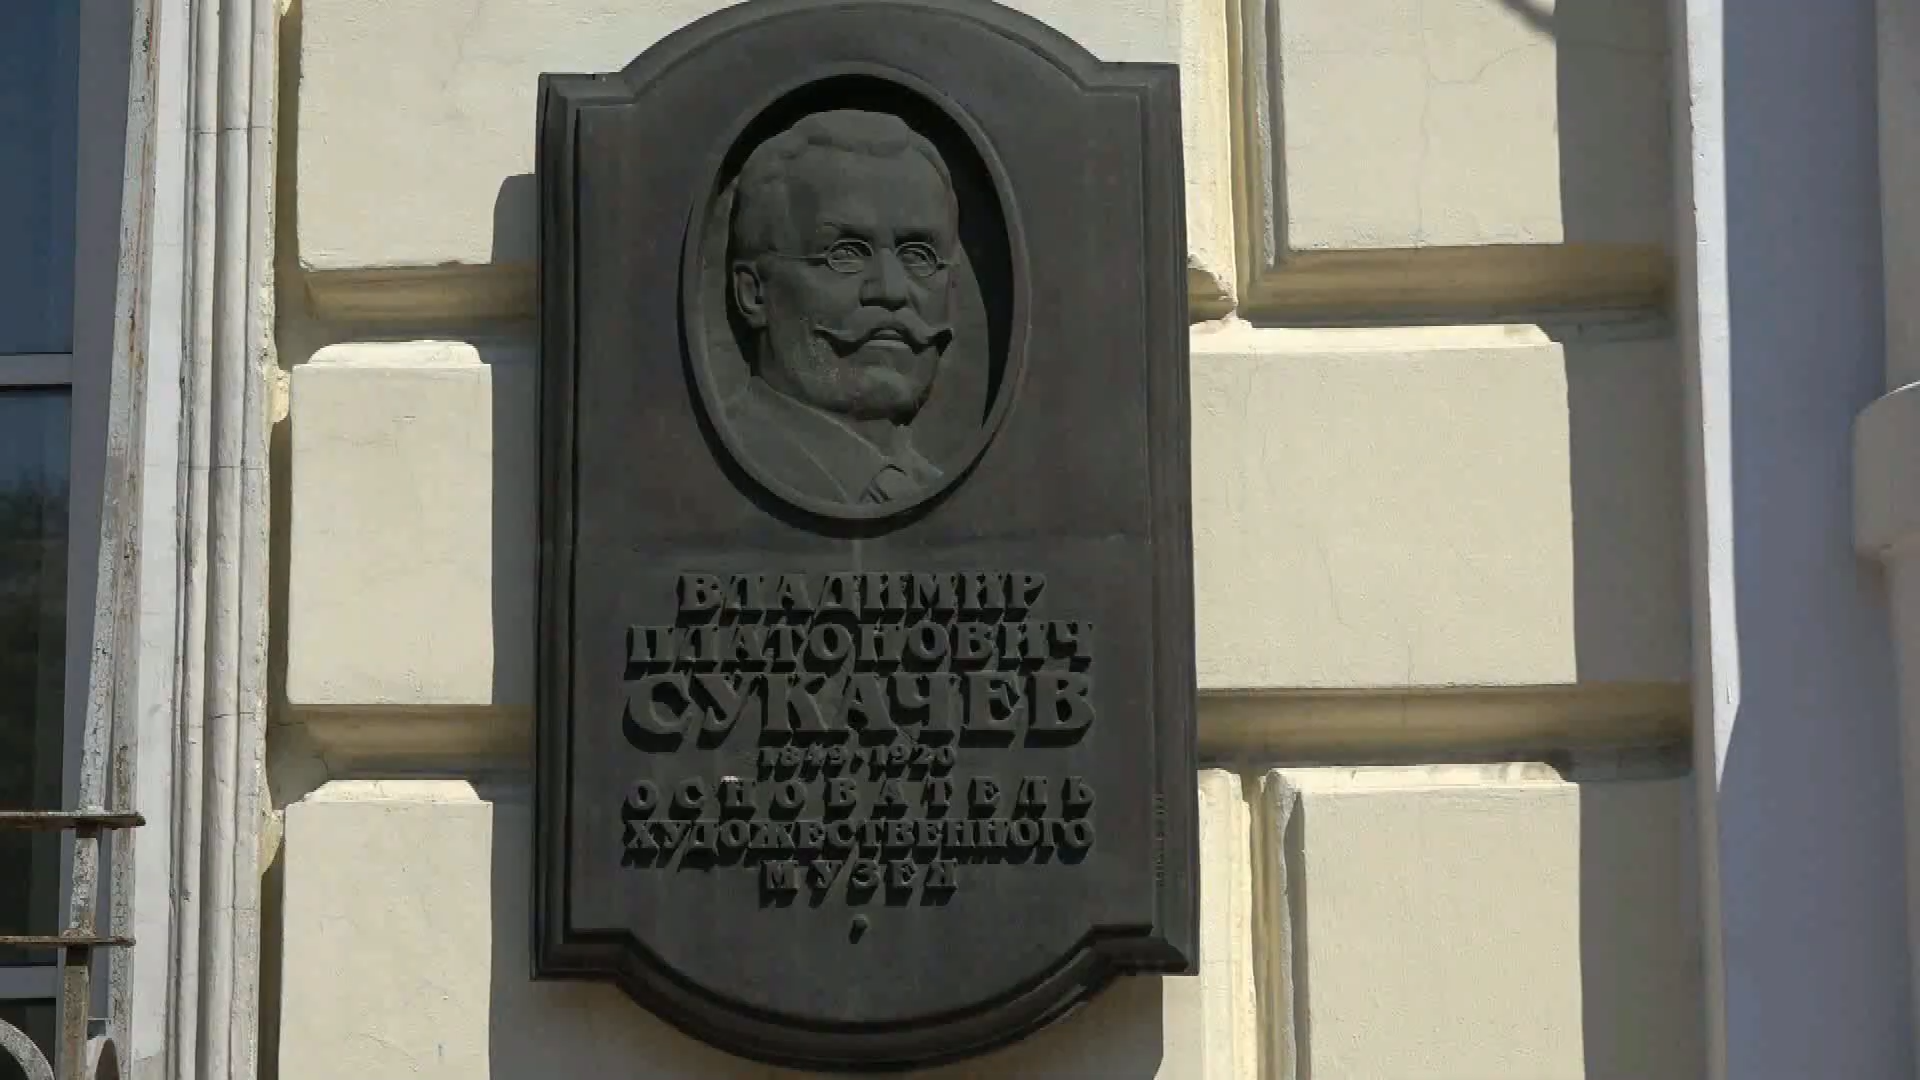 ВЛАДИМИР
ПЛАТОНОВИЧ
СУКАЧЕВ
1849·1920
ОСНОВАТЕЛЬ
ХУДОЖЕСТВЕННОГО
МУЗЕЯ